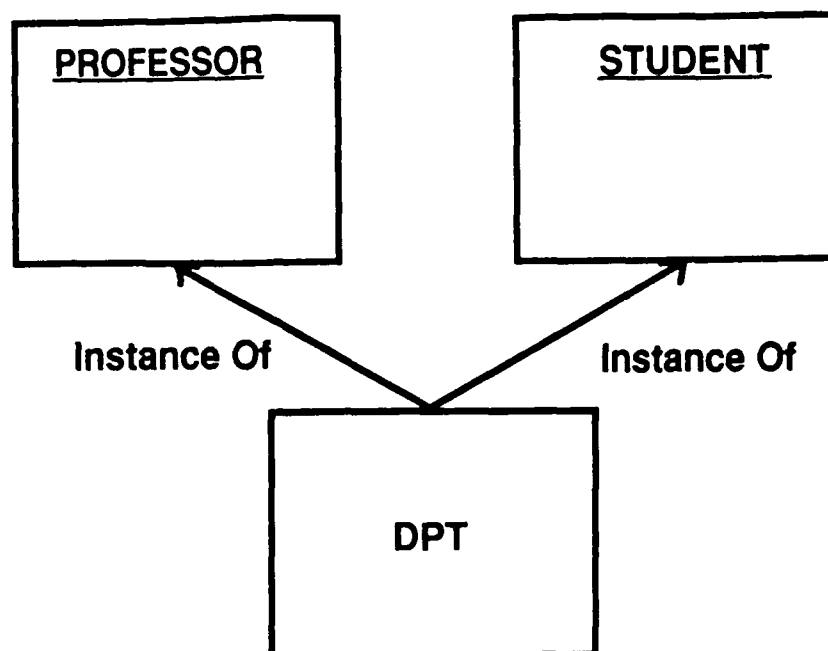 PROFESSOR
STUDENT
Instance Of
Instance Of
DPT